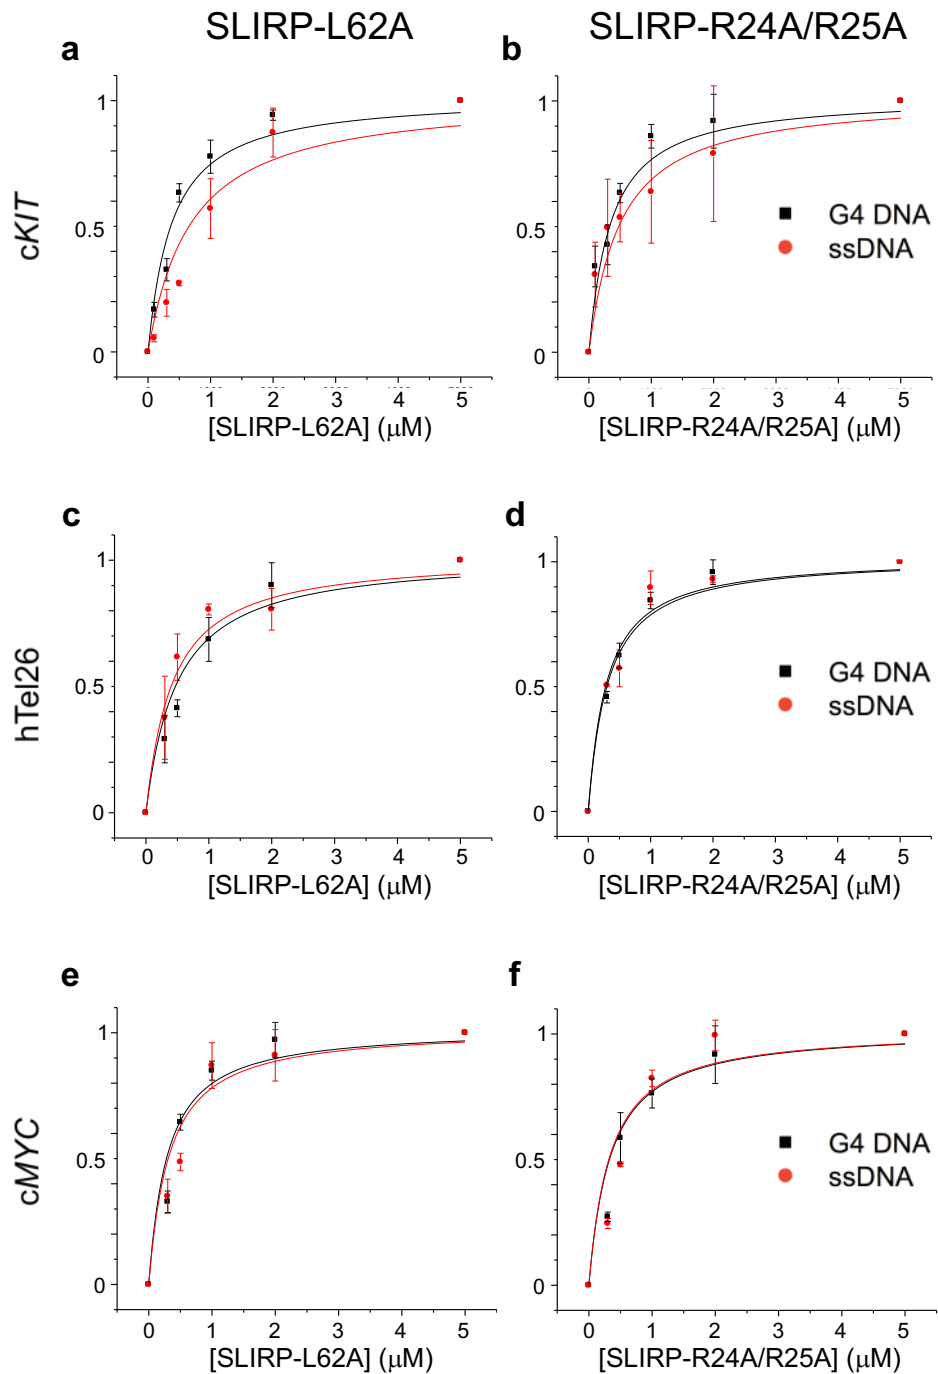 SLIRP-L62A SLIRP-R24A/R25A
a b
cKIT
1 1
0.5 0.5
0 0
G4 DNA
ssDNA
0 1 2 3 4 5 0 1 2 3 4 5
[SLIRP-L62A] (μM) [SLIRP-R24A/R25A] (μM)
c d
hTel26
1 1
0.5 0.5
0 0
G4 DNA
ssDNA
0 1 2 3 4 5 0 1 2 3 4 5
[SLIRP-L62A] (μM) [SLIRP-R24A/R25A] (μM)
e f
cMYC
1 1
0.5 0.5
0 0
G4 DNA
ssDNA
0 1 2 3 4 5 0 1 2 3 4 5
[SLIRP-L62A] (μM) [SLIRP-R24A/R25A] (μM)